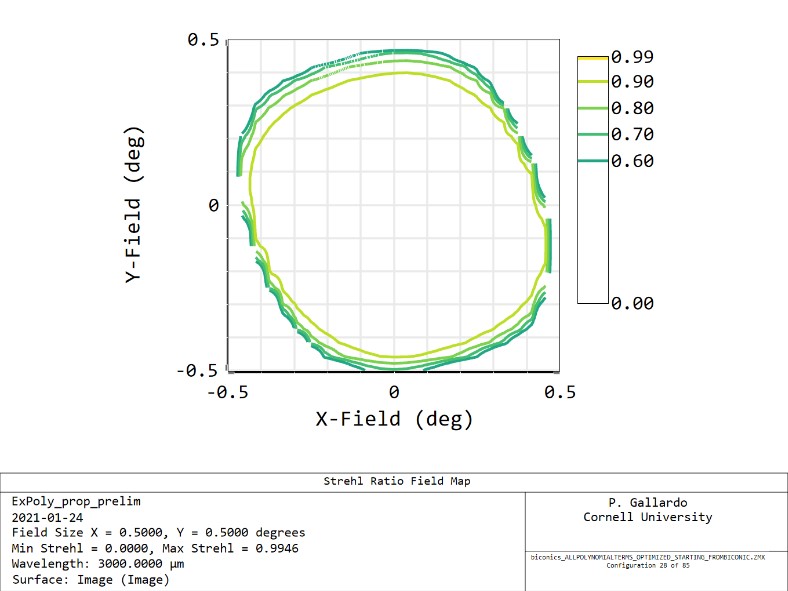 0.5
0
-0.5
Y-Field (deg)
-0.5 0 0.5
X-Field (deg)
0.99
0.90
0.80
0.70
0.60
0.00
Strehl Ratio Field Map
ExPoly_prop_prelim
2021-01-24
Field Size X = 0.5000, Y = 0.5000 degrees
Min Strehl = 0.0000, Max Strehl = 0.9946
Wavelength: 3000.0000 µm
Surface: Image (Image)
P. Gallardo
Cornell University
biconics_ALLPOLYNOMIALTERMS_OPTIMIZED_STARTING_FROMBICONIC.ZMX
Configuration 28 of 85